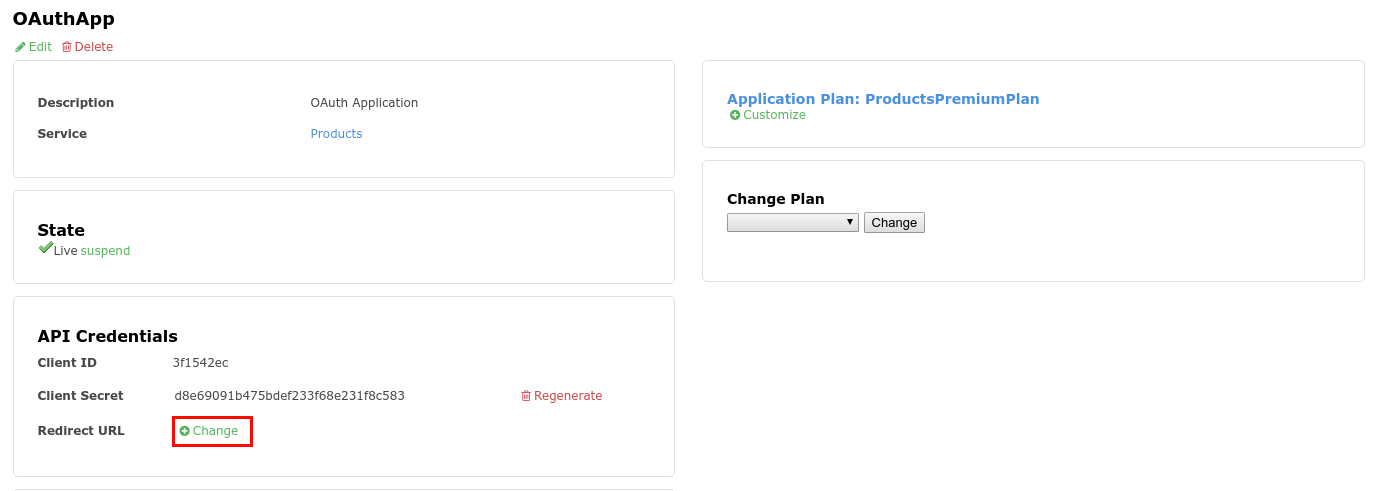 OAuthApp
Edit Delete
Description OAuth Application
Service Products
State
Live suspend
API Credentials
Client ID 3f1542ec
Client Secret d8e69091b475bdef233f68e231f8c583 Regenerate
Redirect URL Change
Application Plan: ProductsPremiumPlan
Customize
Change Plan
Change